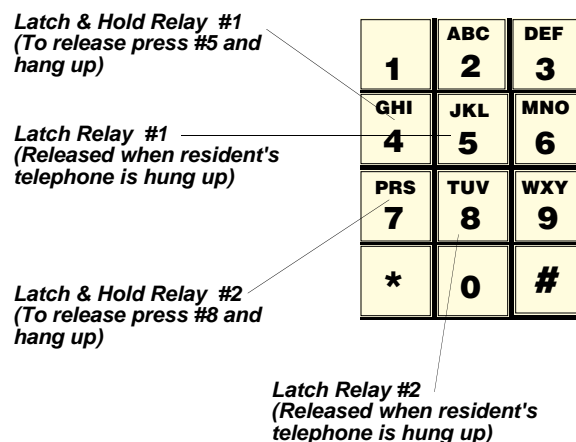 Latch & Hold Relay #1
(To release press #5 and
hang up)
Latch Relay #1
(Released when resident's
telephone is hung up)
Latch & Hold Relay #2
(To release press #8 and
hang up)
Latch Relay #2
(Released when resident's
telephone is hung up)
ABC DEF
1 2 3
GHI JKL MNO
4 5 6
PRS TUV WXY
7 8 9
* 0 #